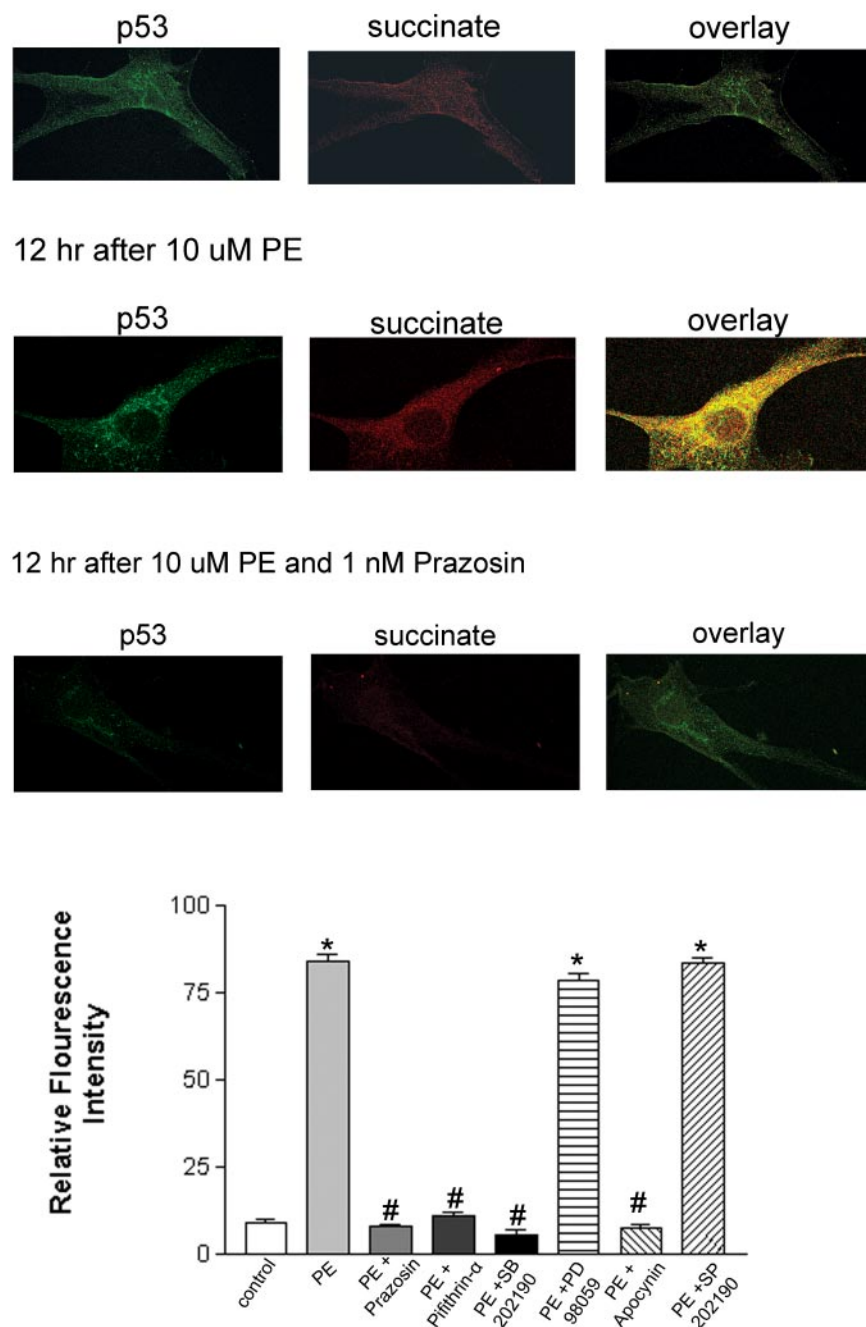 p53 succinate overlay
12 hr after 10 uM PE
p53 succinate overlay
12 hr after 10 uM PE and 1 nM Prazosin
p53 succinate overlay
Relative Flourescence
Intensity
100
75
50
25
0
*
#
#
#
*
#
*
control
PE
PE +
Prazosin
PE +
Pifithrin-α
PE +SB
202190
PE +PD
98059
PE +
Apocynin
PE +SP
202190